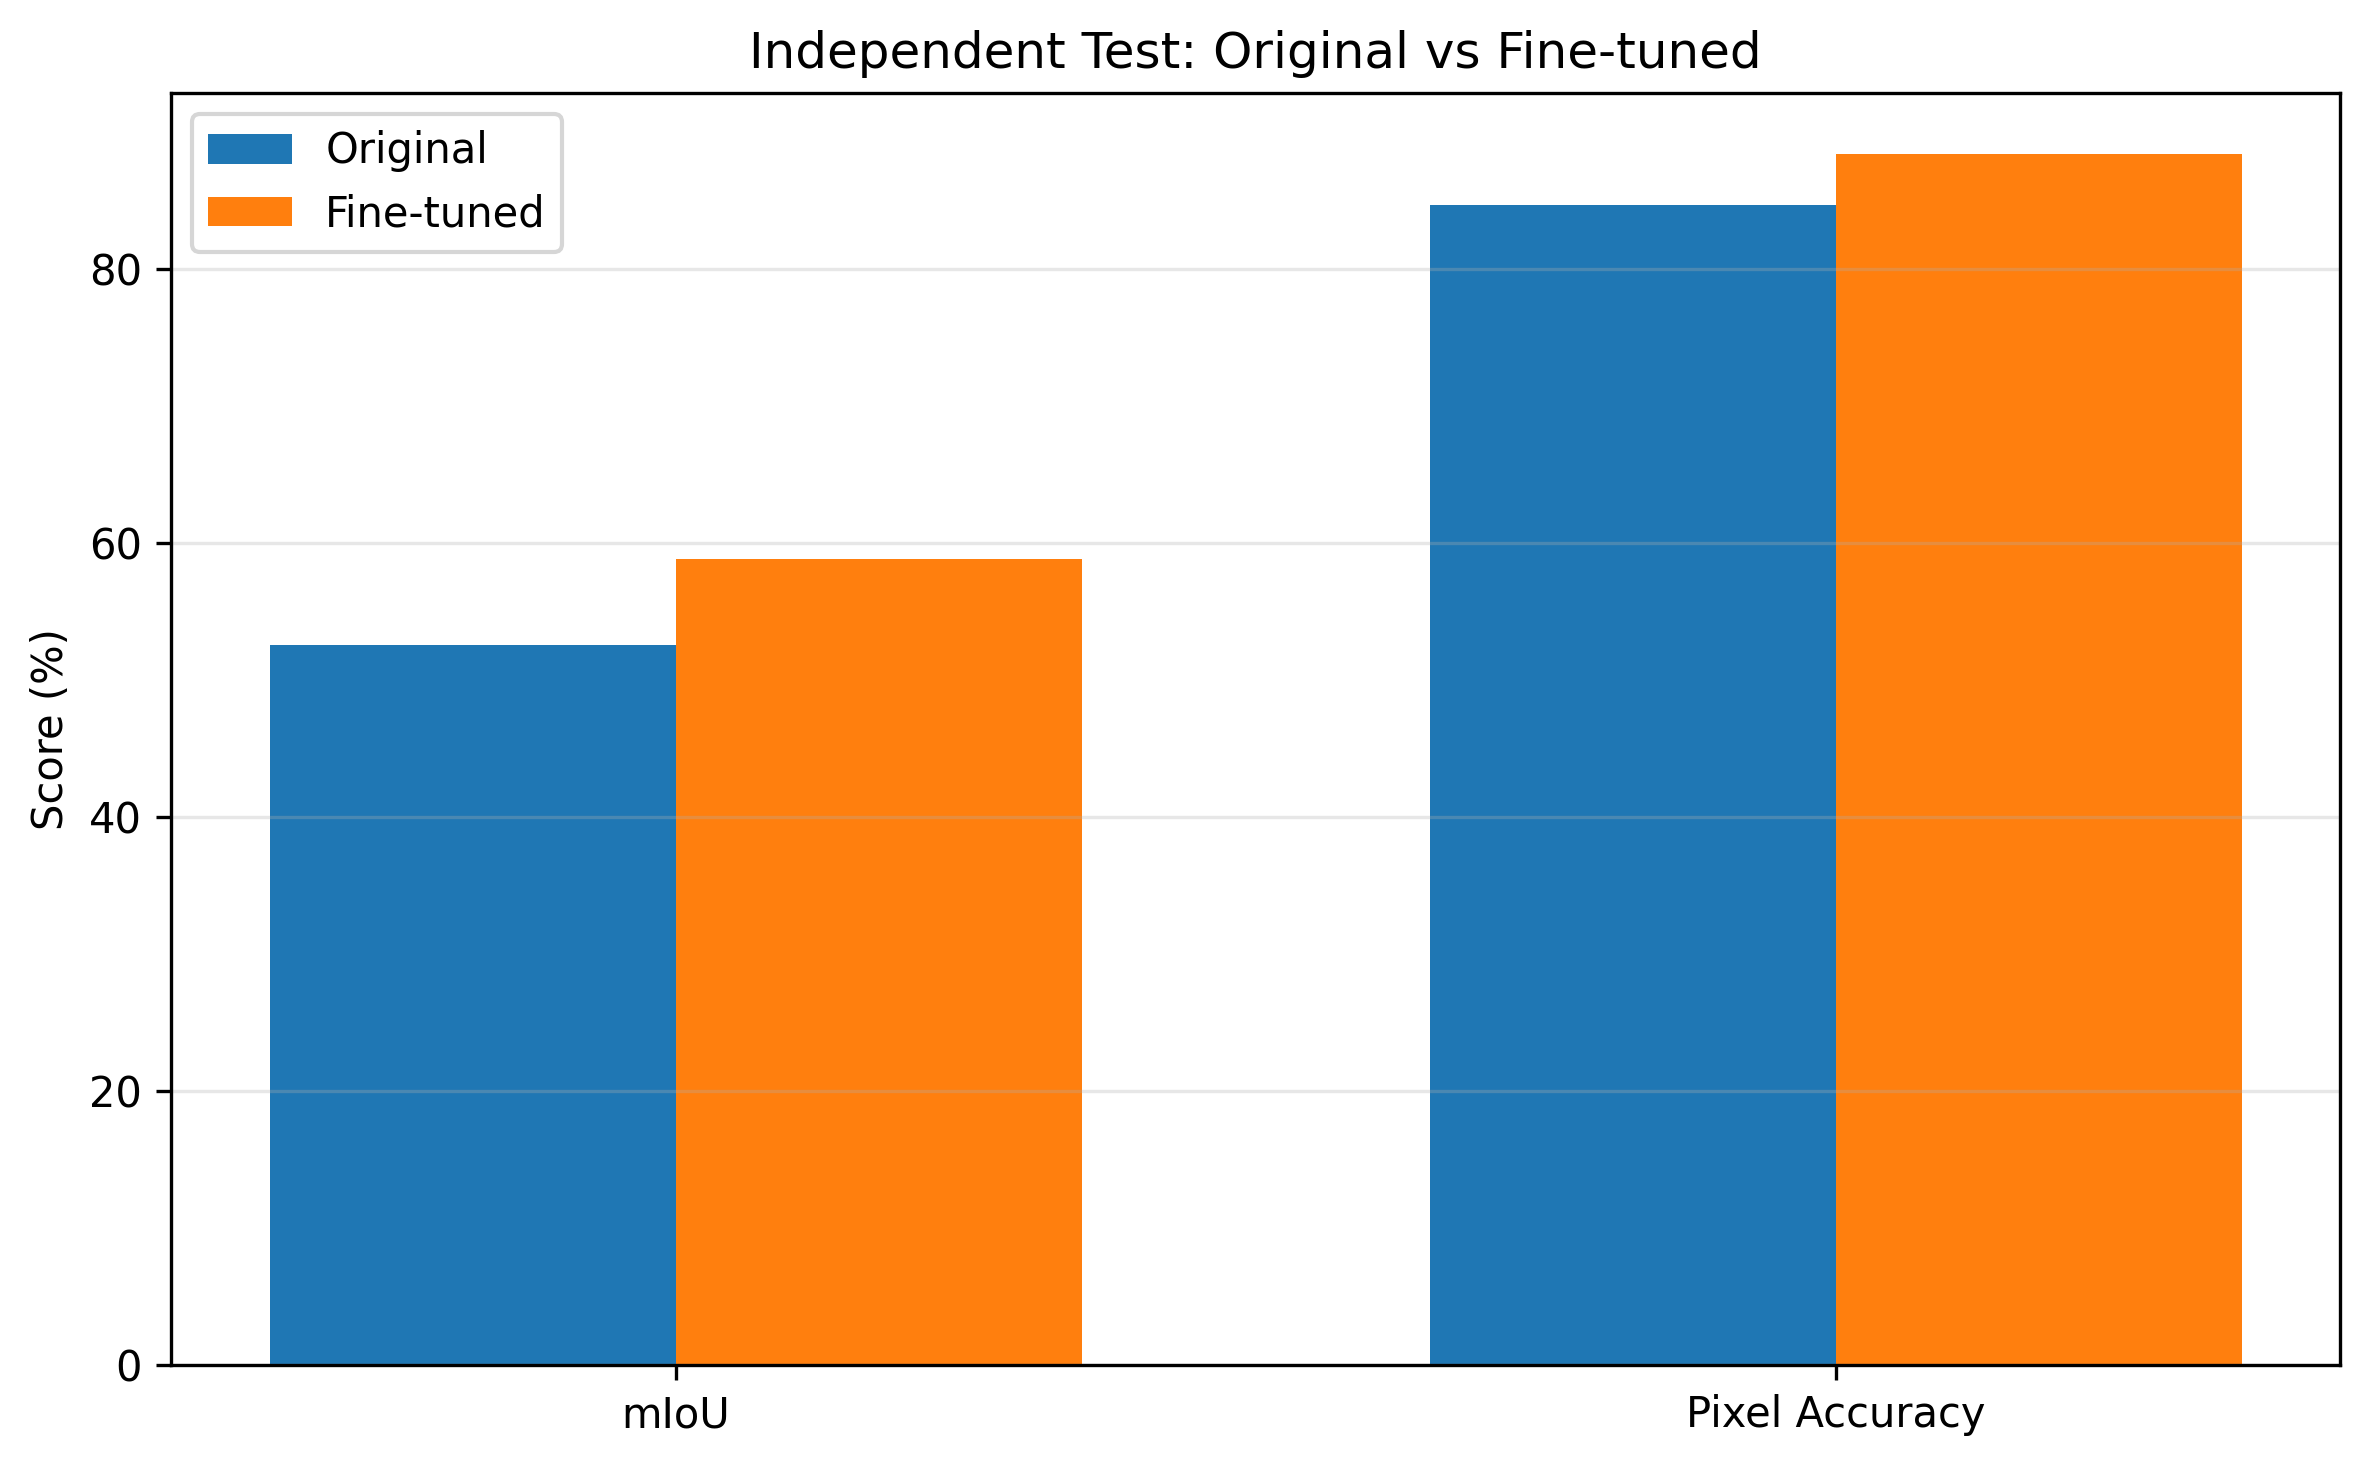 Independent Test: Original vs Fine-tuned
Original
Fine-tuned
Score (%)
80
60
40
20
0
mIoU
Pixel Accuracy